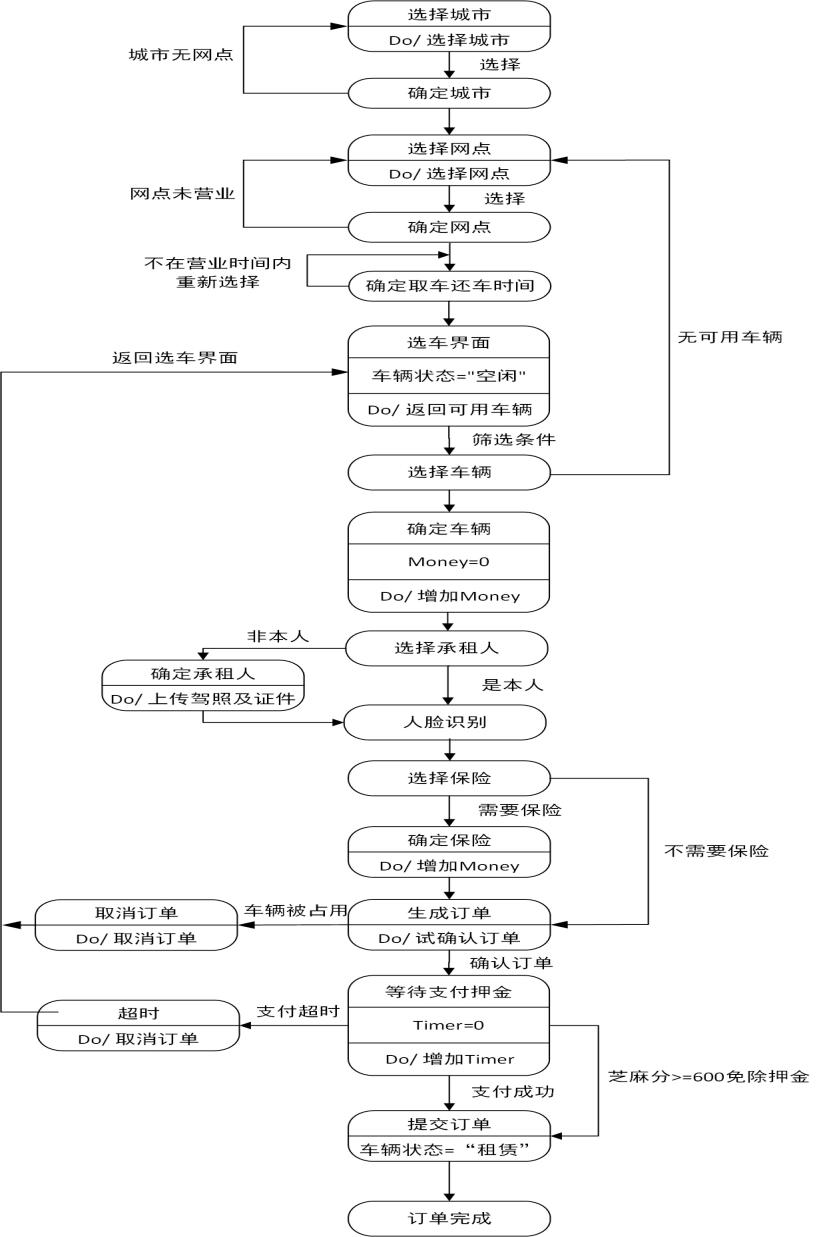 选择城市
Do/ 选择城市
城市无网点
选择
确定城市
选择网点
Do/ 选择网点
网点未营业
选择
确定网点
不在营业时间内
重新选择
确定取车还车时间
无可用车辆
选车界面
返回选车界面
车辆状态="空闲"
Do/ 返回可用车辆
筛选条件
选择车辆
确定车辆
Money=0
Do/ 增加Money
非本人
选择承租人
确定承租人
Do/ 上传驾照及证件
是本人
人脸识别
选择保险
需要保险
确定保险
Do/ 增加Money
不需要保险
取消订单
Do/ 取消订单
车辆被占用
生成订单
Do/ 试确认订单
确认订单
等待支付押金
Timer=0
Do/ 增加Timer
支付超时
超时
Do/ 取消订单
芝麻分>=600免除押金
支付成功
提交订单
车辆状态=“租赁”
订单完成